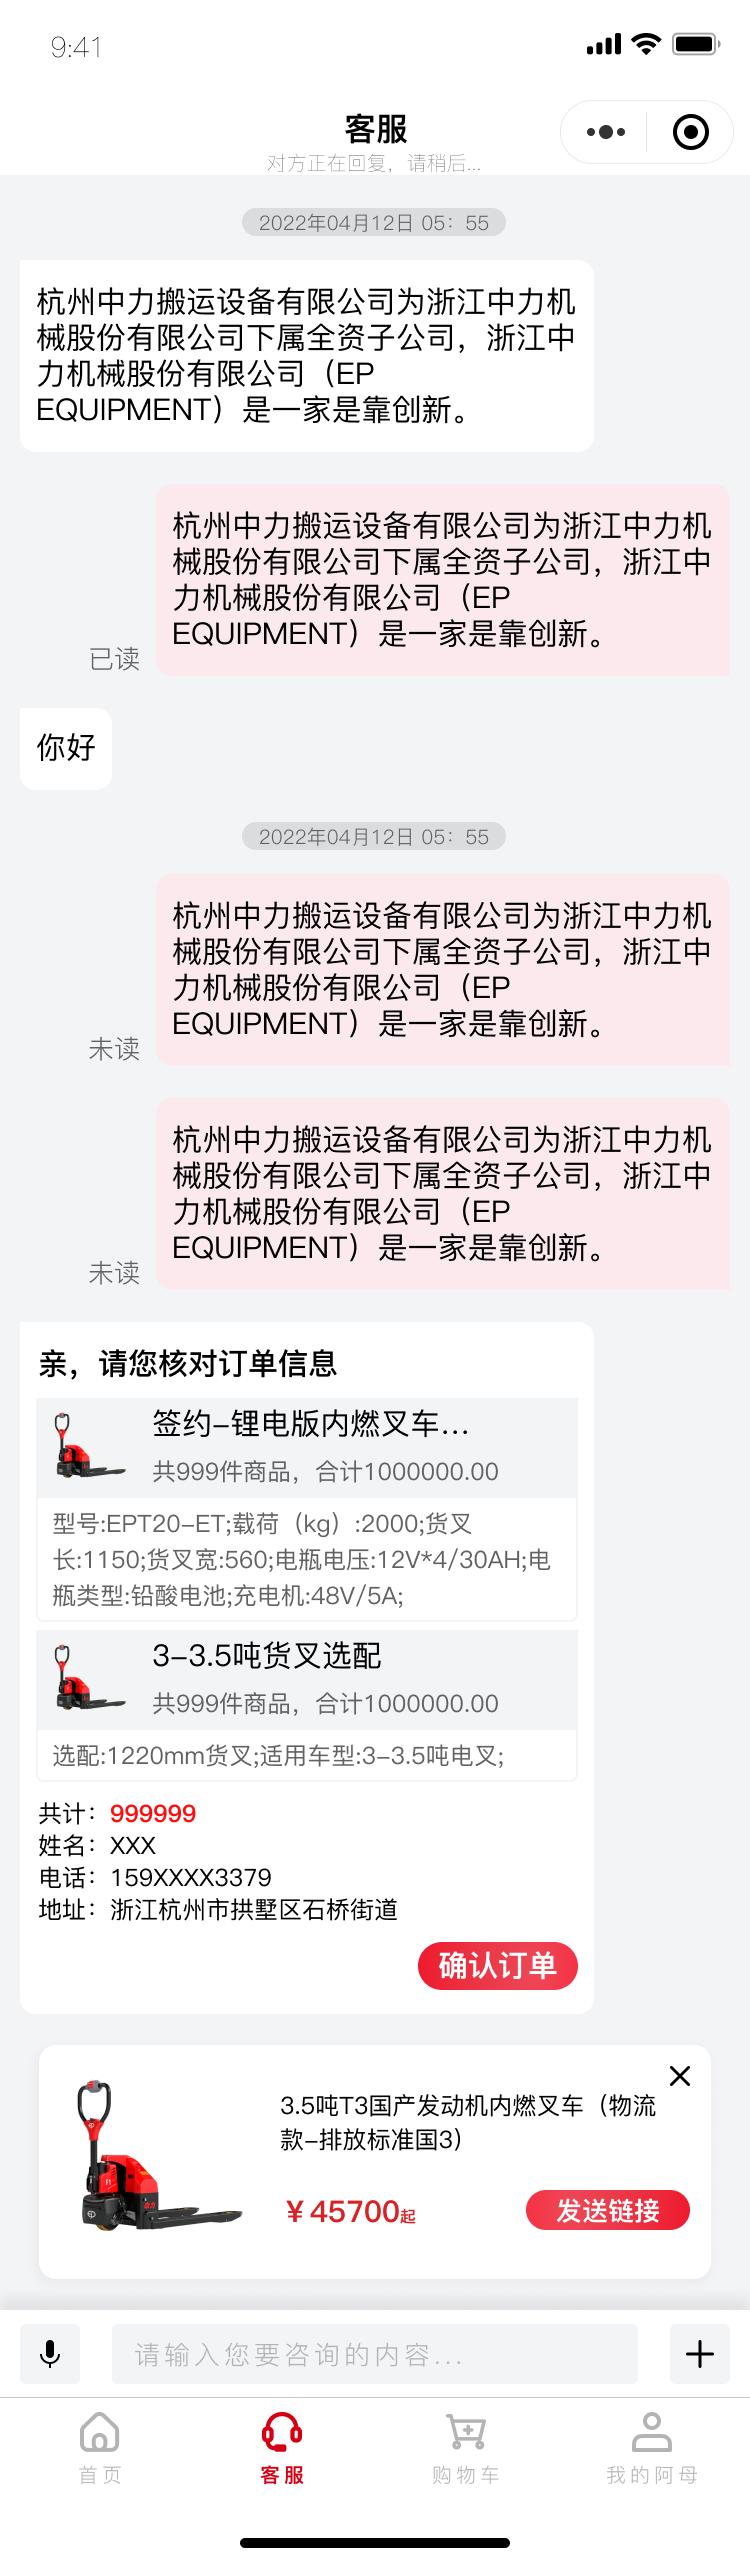 9:41
客服
对方正在回复，请稍后...
2022年04月12日 05：55
杭州中力搬运设备有限公司为浙江中力机
械股份有限公司下属全资子公司，浙江中
力机械股份有限公司（EP
EQUIPMENT）是一家是靠创新。
杭州中力搬运设备有限公司为浙江中力机
械股份有限公司下属全资子公司，浙江中
力机械股份有限公司（EP
EQUIPMENT）是一家是靠创新。
已读
你好
2022年04月12日 05：55
杭州中力搬运设备有限公司为浙江中力机
械股份有限公司下属全资子公司，浙江中
力机械股份有限公司（EP
EQUIPMENT）是一家是靠创新。
未读
杭州中力搬运设备有限公司为浙江中力机
械股份有限公司下属全资子公司，浙江中
力机械股份有限公司（EP
EQUIPMENT）是一家是靠创新。
未读
亲，请您核对订单信息
签约-锂电版内燃叉车...
共999件商品，合计1000000.00
型号:EPT20-ET;载荷（kg）:2000;货叉
长:1150;货叉宽:560;电瓶电压:12V*4/30AH;电
瓶类型:铅酸电池;充电机:48V/5A;
3-3.5吨货叉选配
共999件商品，合计1000000.00
选配:1220mm货叉;适用车型:3-3.5吨电叉;
共计：999999
姓名：XXX
电话：159XXXX3379
地址：浙江杭州市拱墅区石桥街道
确认订单
3.5吨T3国产发动机内燃叉车（物流
款-排放标准国3）
¥45700起
发送链接
请输入您要咨询的内容...
首页
客服
购物车
我的阿母